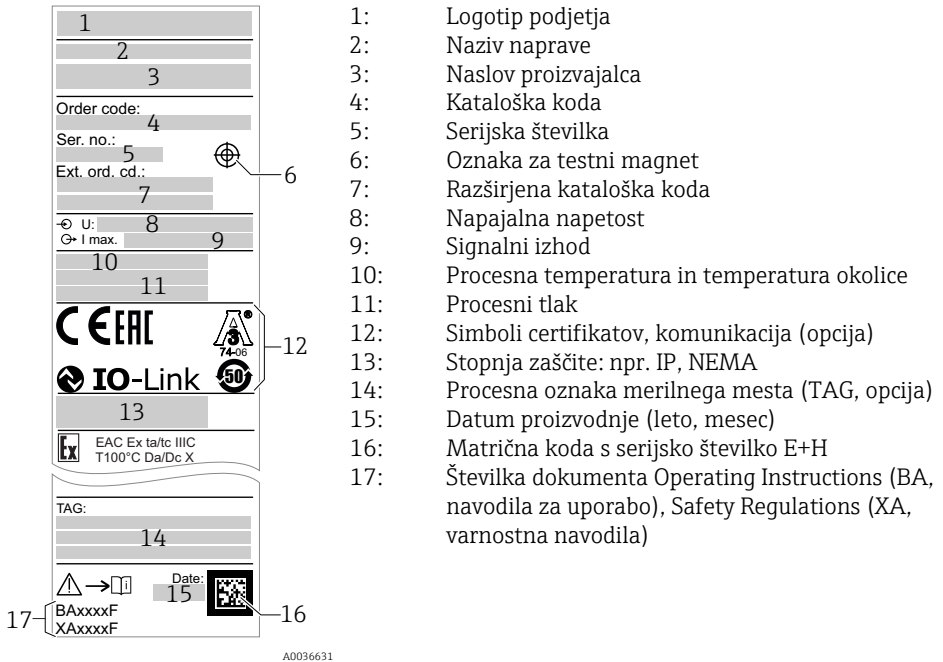 1
2
3
Order code:
4
Ser. no.:
5
Ext. ord. cd.:
6
7
U:
8
I max.
9
10
11
CE EAC
3
A
®
74-06
12
IO-Link
50
13
Ex
EAC Ex ta/tc IIIC
T100°C Da/Dc X
TAG:
14
i
Date:
15
17
BAxxxxF
XAxxxxF
16
A0036631
1: Logotip podjetja
2: Naziv naprave
3: Naslov proizvajalca
4: Kataloška koda
5: Serijska številka
6: Oznaka za testni magnet
7: Razširjena kataloška koda
8: Napajalna napetost
9: Signalni izhod
10: Procesna temperatura in temperatura okolice
11: Procesni tlak
12: Simboli certifikatov, komunikacija (opcija)
13: Stopnja zaščite: npr. IP, NEMA
14: Procesna oznaka merilnega mesta (TAG, opcija)
15: Datum proizvodnje (leto, mesec)
16: Matrična koda s serijsko številko E+H
17: Številka dokumenta Operating Instructions (BA,
navodila za uporabo), Safety Regulations (XA,
varnostna navodila)